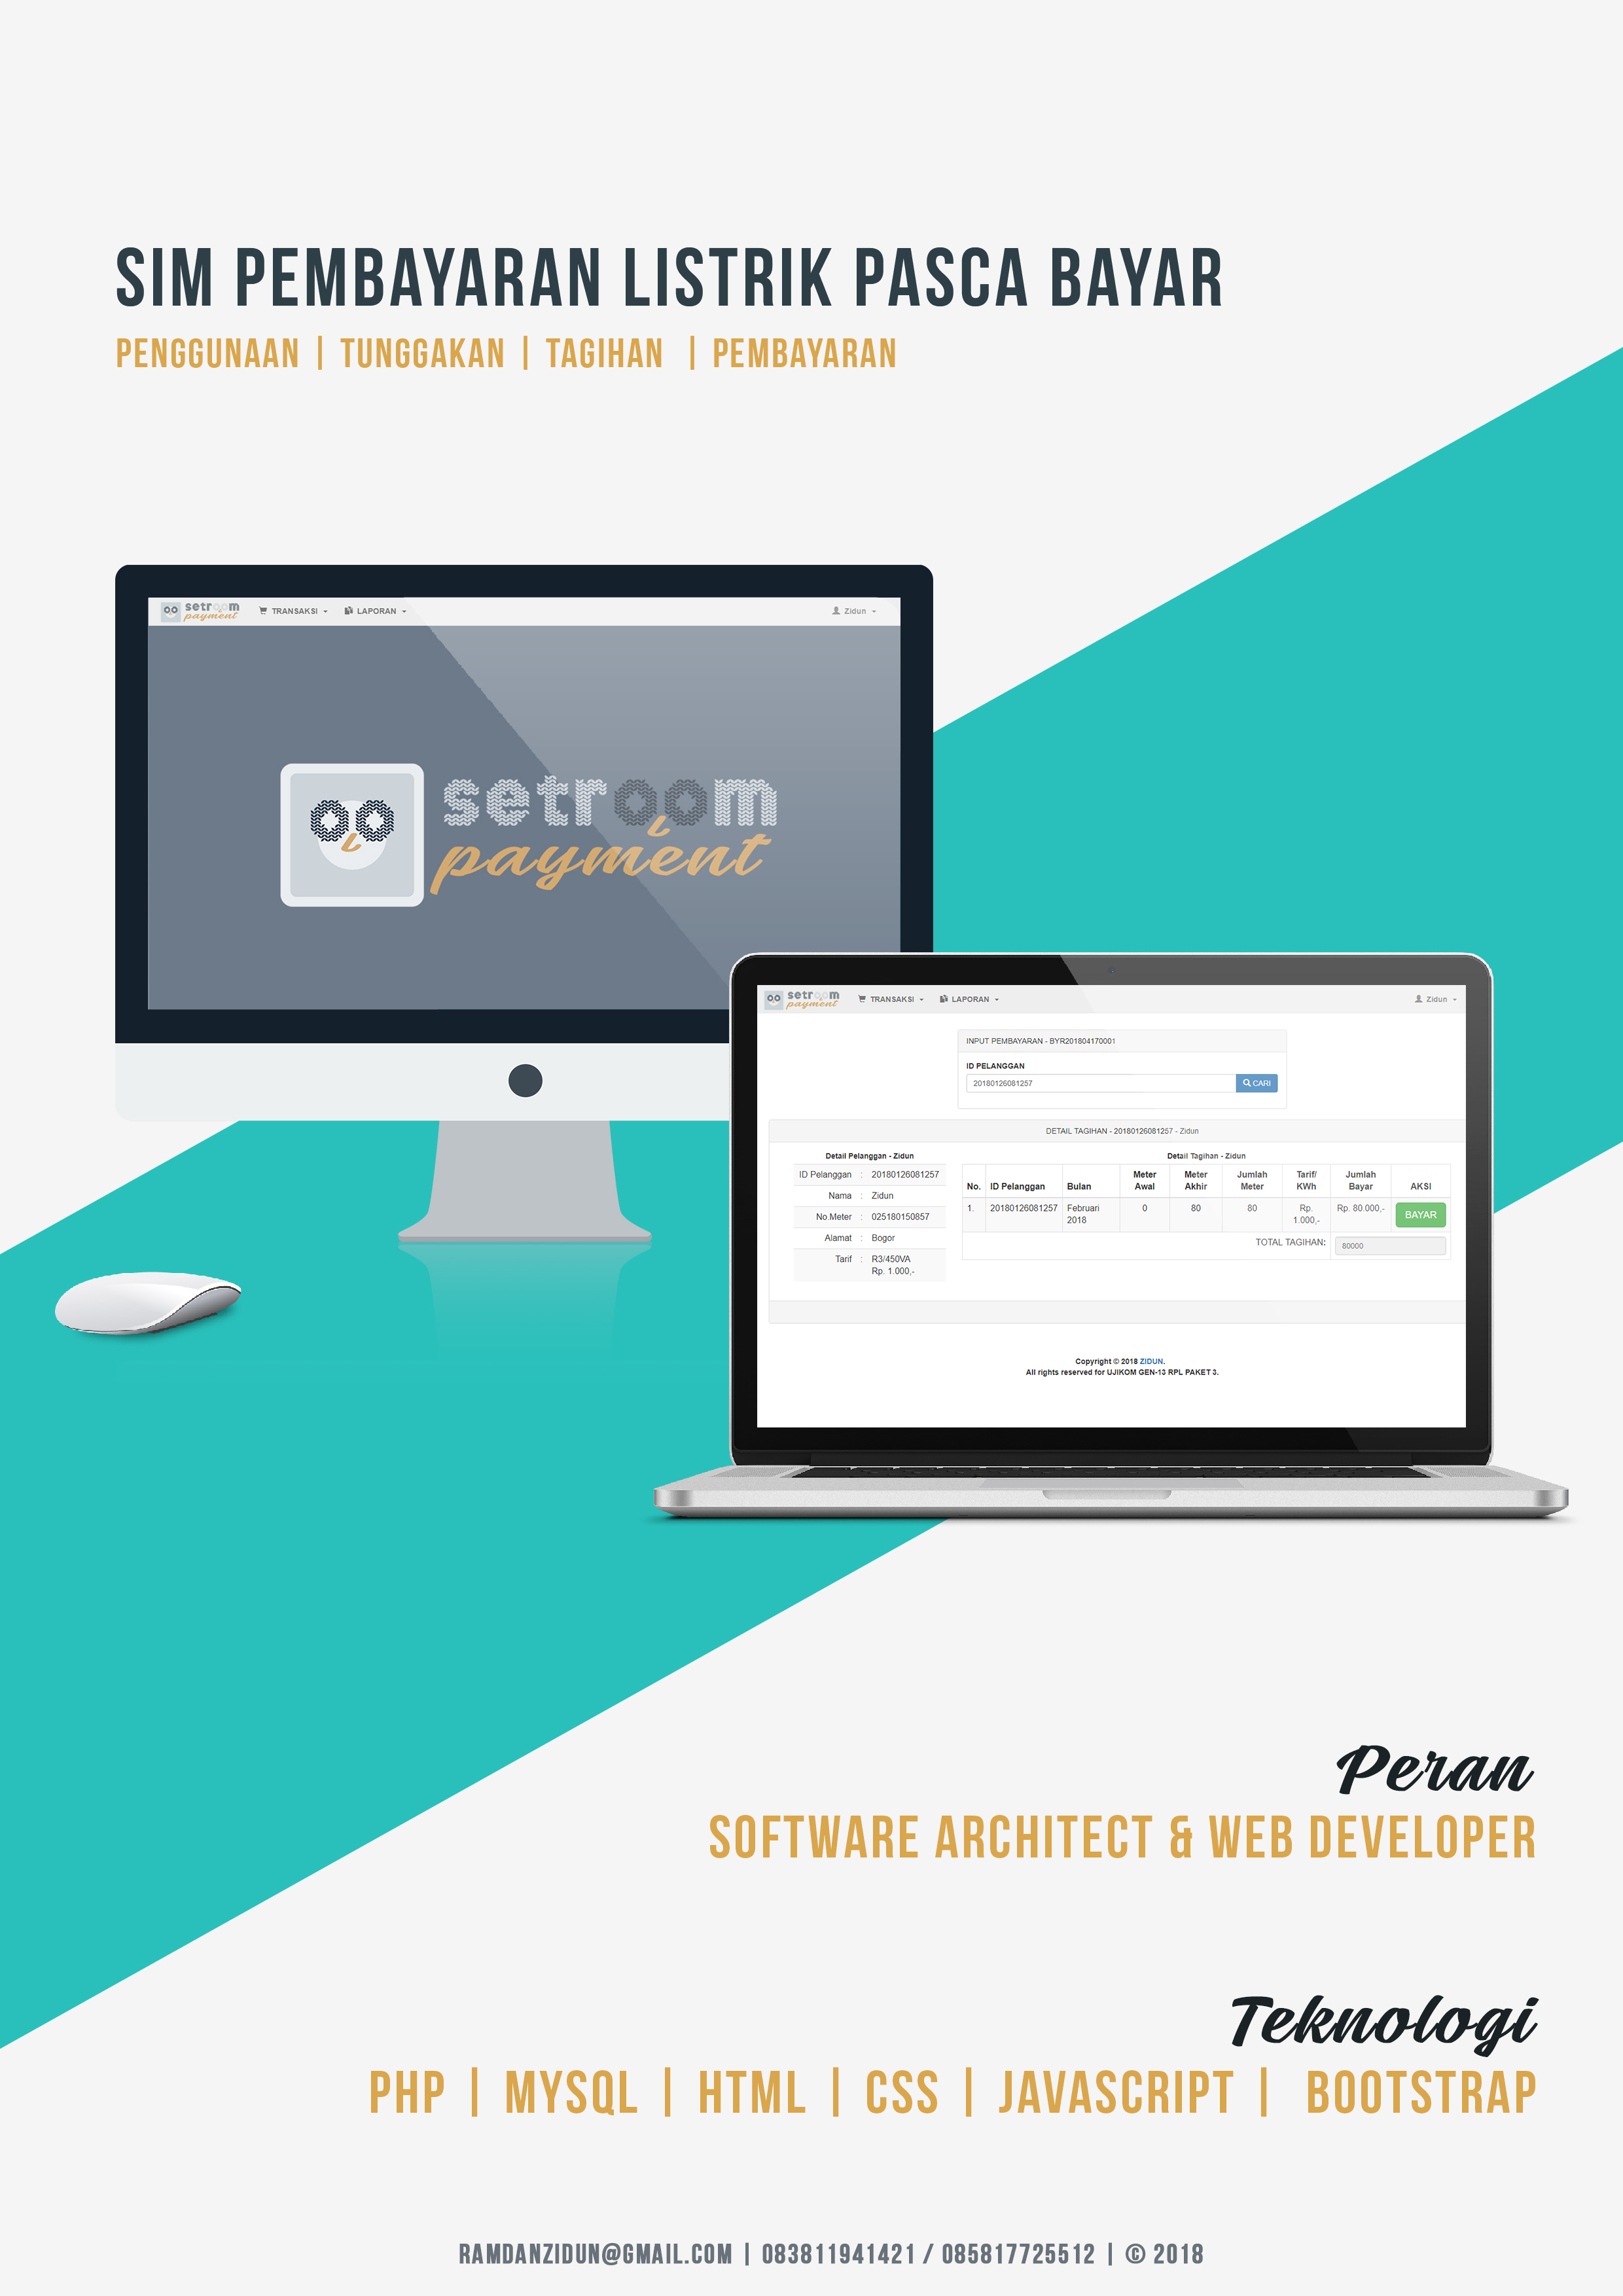 SIM PEMBAYARAN LISTRIK PASCA BAYAR
PENGGUNAAN | TUNGGAKAN | TAGIHAN | PEMBAYARAN
setroom
payment
TRANSAKSI
LAPORAN
Zidun
setroom
payment
setroom
payment
TRANSAKSI
LAPORAN
Zidun
INPUT PEMBAYARAN - BYR201804170001
ID PELANGGAN
20180126081257
CARI
DETAIL TAGIHAN - 20180126081257 - Zidun
Detail Pelanggan - Zidun
ID Pelanggan : 20180126081257
Nama : Zidun
No.Meter : 025180150857
Alamat : Bogor
Tarif : R3/450VA
Rp. 1.000,-
Detail Tagihan - Zidun
No. ID Pelanggan Bulan Meter Awal Meter Akhir Jumlah Meter Tarif/ KWh Jumlah Bayar AKSI
1. 20180126081257 Februari 2018 0 80 80 Rp. 1.000,- Rp. 80.000,- BAYAR
TOTAL TAGIHAN: 80000
Copyright © 2018 ZIDUN.
All rights reserved for UJIKOM GEN-13 RPL PAKET 3.
Peran
SOFTWARE ARCHITECT & WEB DEVELOPER
Teknologi
PHP | MYSQL | HTML | CSS | JAVASCRIPT | BOOTSTRAP
RAMDANZIDUN@GMAIL.COM | 083811941421 / 085817725512 | © 2018